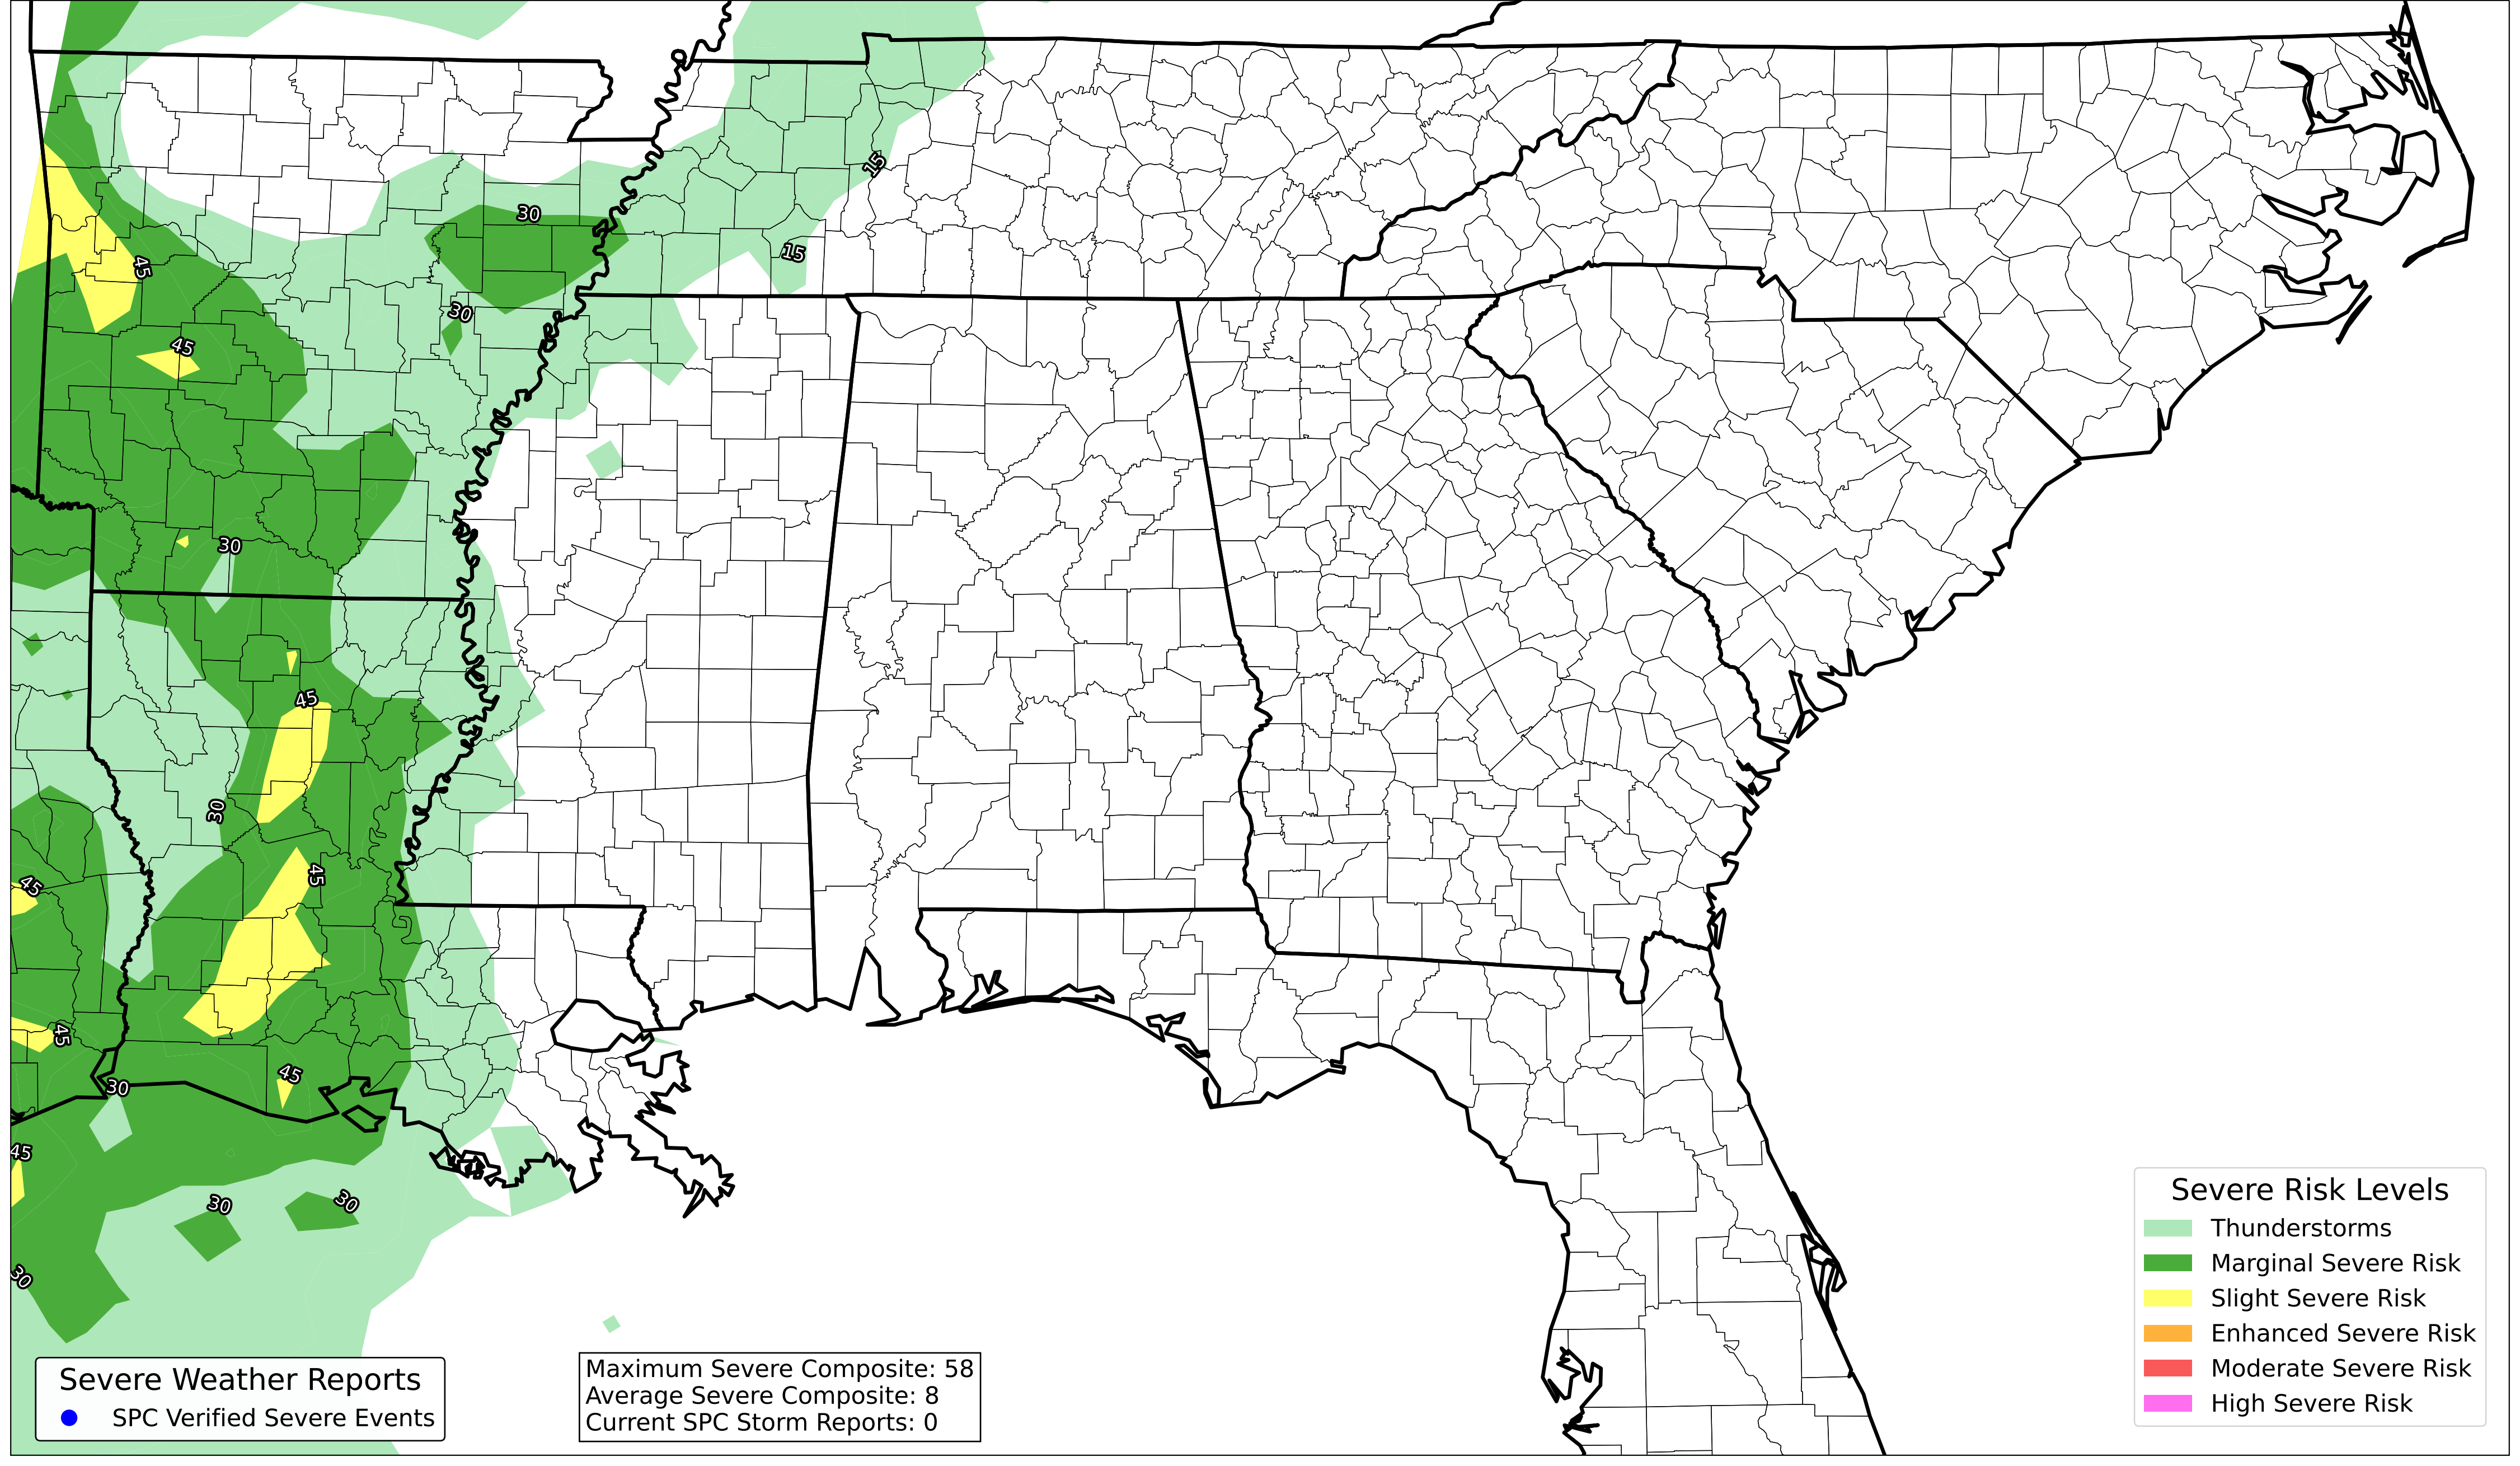 15
30
15
45
30
45
30
45
30
45
45
45
45
30
45
30
30
30
Severe Risk Levels
Thunderstorms
Marginal Severe Risk
Slight Severe Risk
Enhanced Severe Risk
Moderate Severe Risk
High Severe Risk
Severe Weather Reports
SPC Verified Severe Events
Maximum Severe Composite: 58
Average Severe Composite: 8
Current SPC Storm Reports: 0